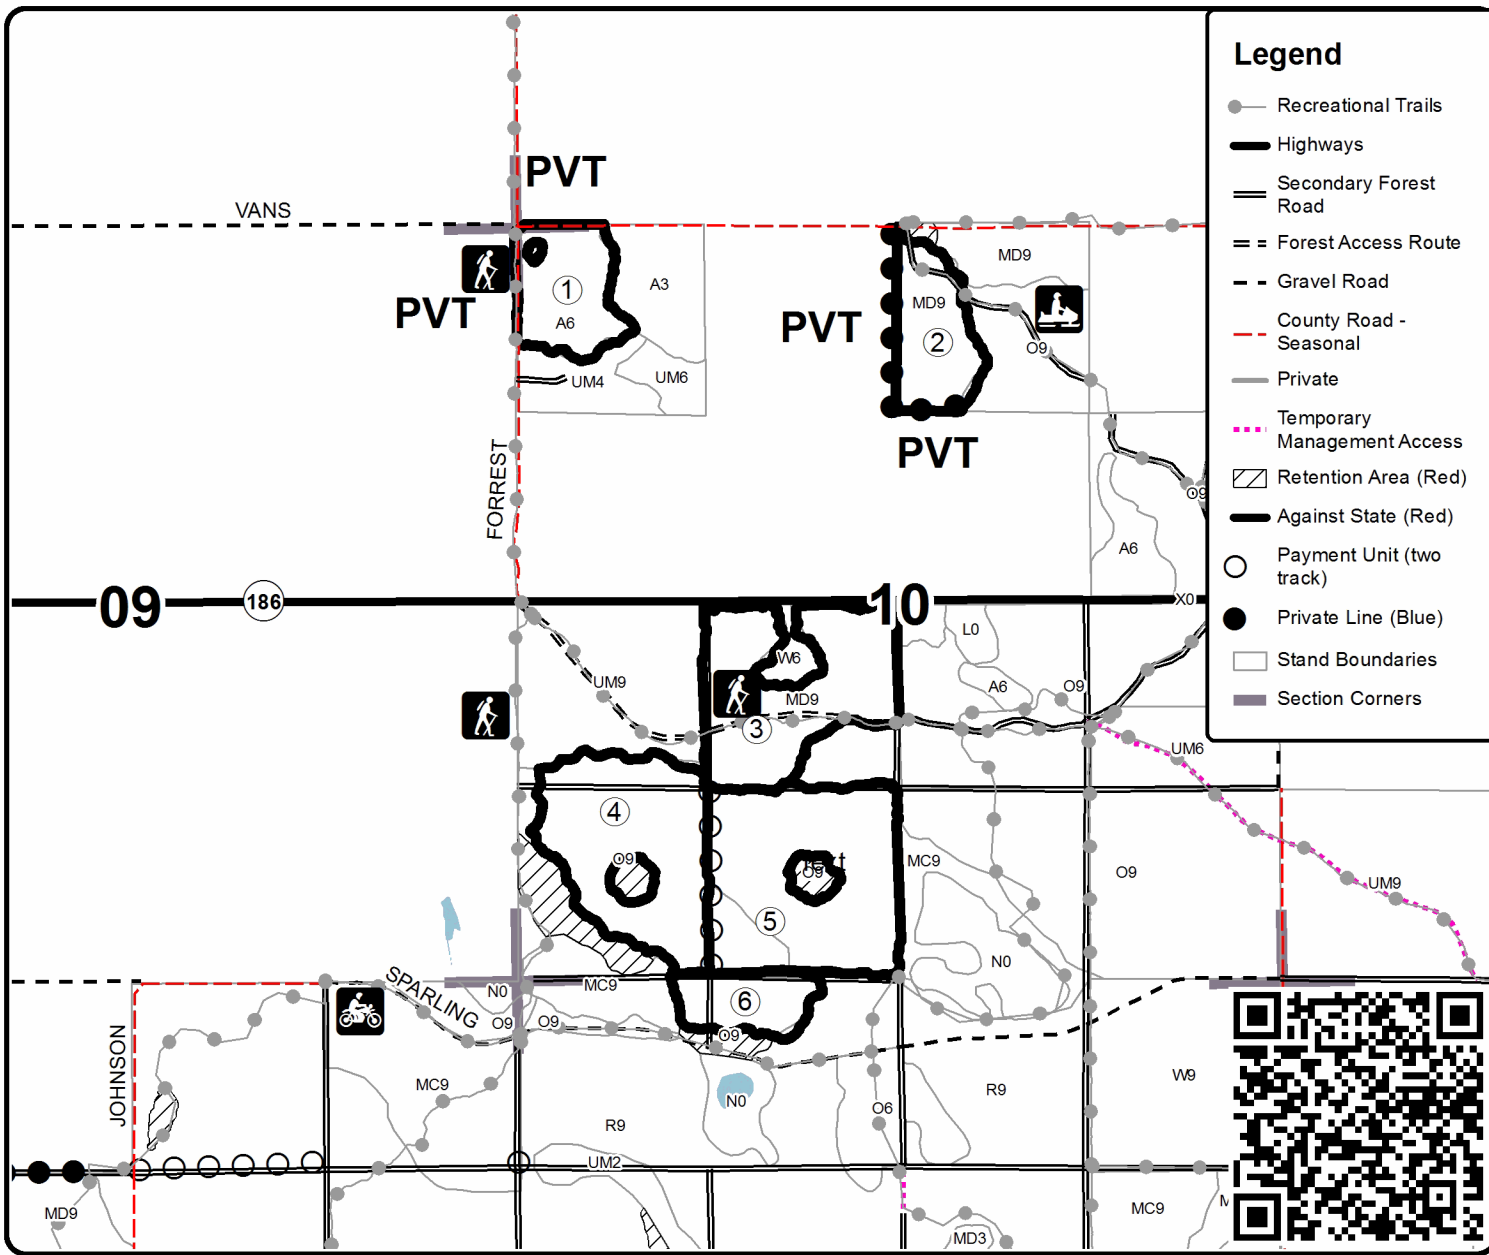 Legend
Recreational Trails
Highways
Secondary Forest
Road
Forest Access Route
Gravel Road
County Road -
Seasonal
Private
Temporary
Management Access
Retention Area (Red)
Against State (Red)
Payment Unit (two
track)
Private Line (Blue)
Stand Boundaries
Section Corners
PVT
VANS
MD9
1
A3
PVT
A6
MD9
PVT
2
O9
UM4
UM6
PVT
FORREST
O9
A6
09
186
10
X0
L0
W6
UM9
A6
O9
MD9
3
UM6
4
O9
O9
MC9
O9
UM9
5
N0
SPARLING
N0
MC9
6
O9
O9
O9
JOHNSON
MC9
R9
W9
N0
O6
R9
UM2
MD9
MC9
MD3